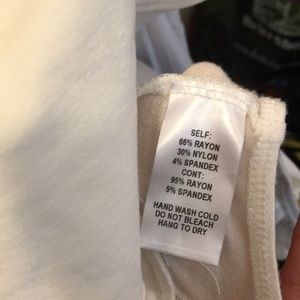 SELF:
66% RAYON
30% NYLON
4% SPANDEX
CONT:
95% RAYON
5% SPANDEX
HAND WASH COLD
DO NOT BLEACH
HANG TO DRY